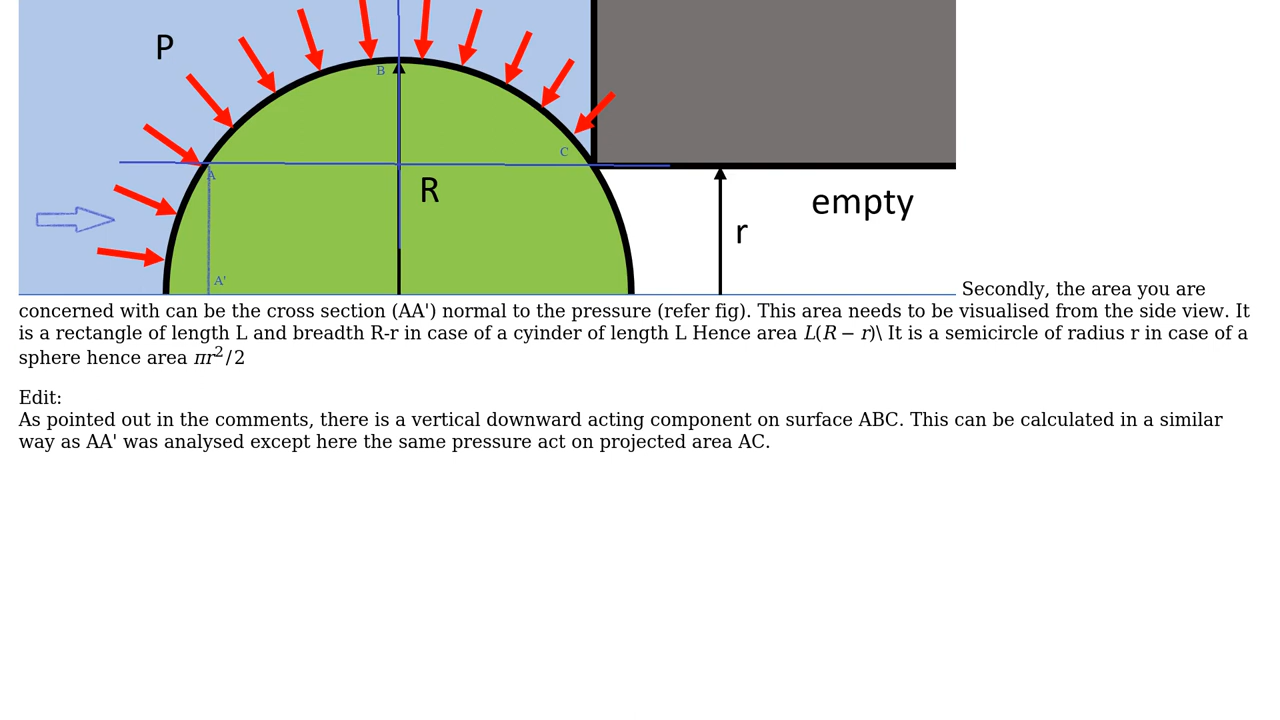 P
B
C
A
R
empty
r
A'
Secondly, the area you are
concerned with can be the cross section (AA') normal to the pressure (refer fig). This area needs to be visualised from the side view. It
is a rectangle of length L and breadth R-r in case of a cyinder of length L Hence area L(R − r)\ It is a semicircle of radius r in case of a
sphere hence area πr²/2
Edit:
As pointed out in the comments, there is a vertical downward acting component on surface ABC. This can be calculated in a similar
way as AA' was analysed except here the same pressure act on projected area AC.